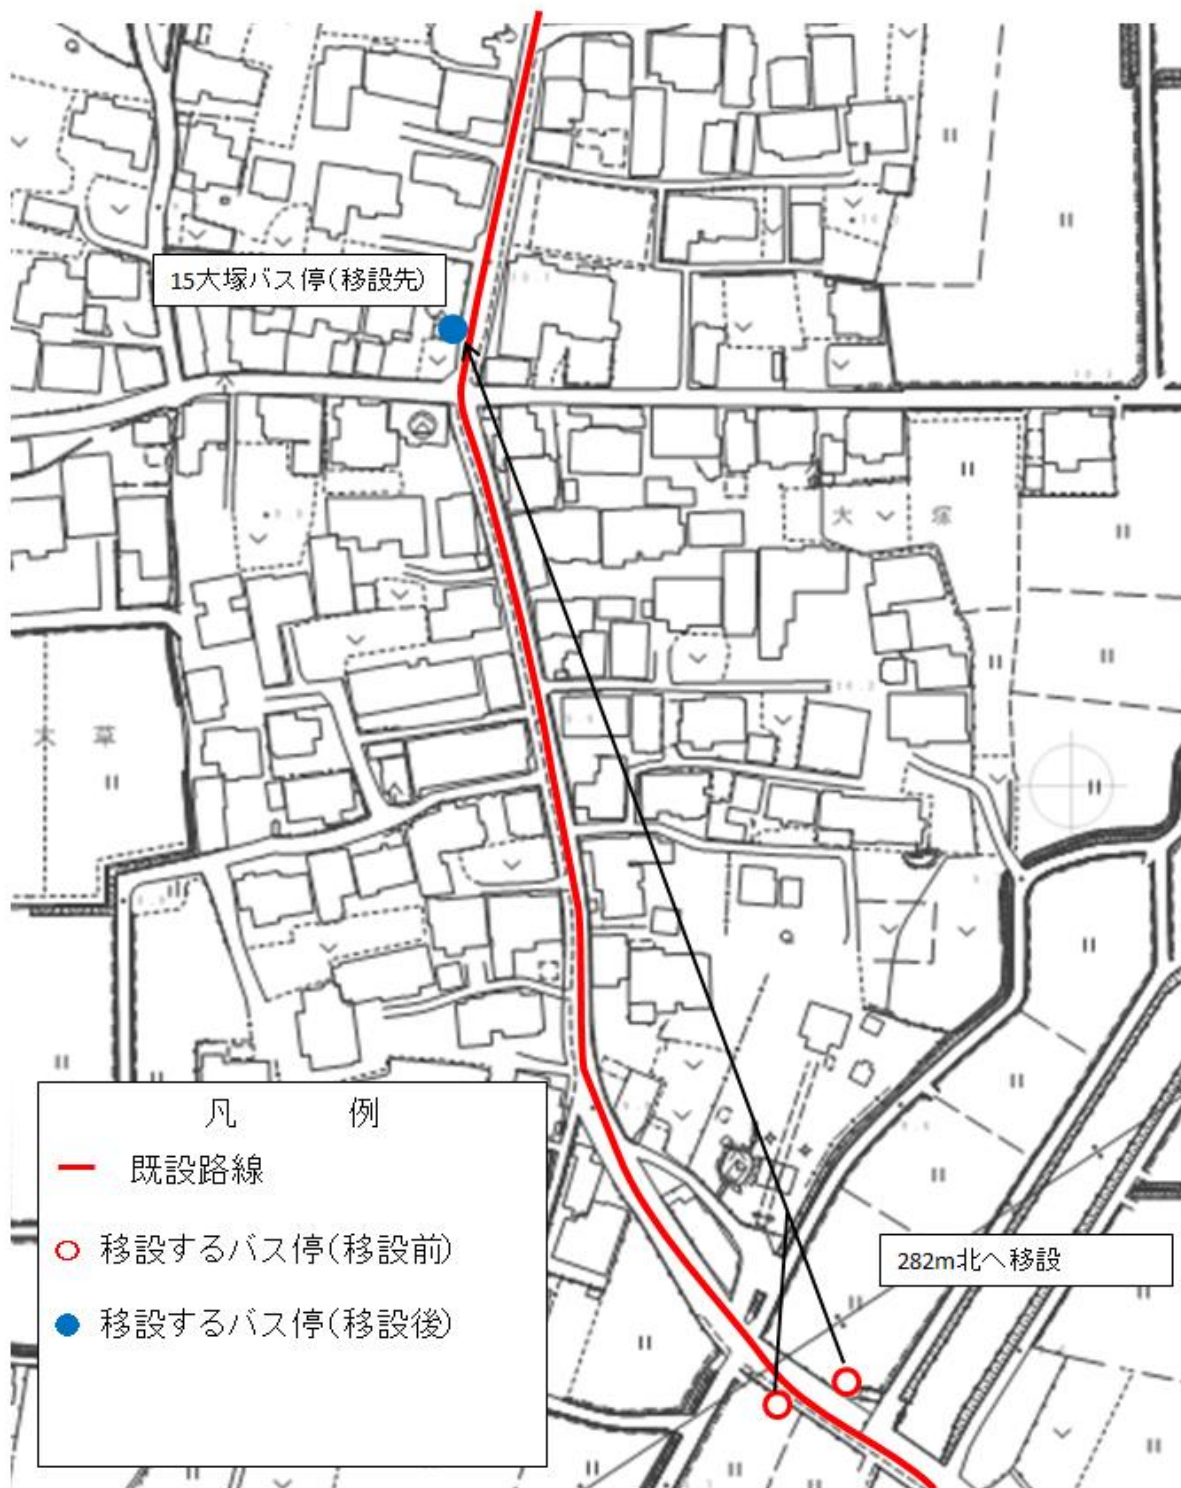 15大塚バス停(移設先)
大 塚
大 草
凡 例
既設路線
移設するバス停(移設前)
282m北へ移設
移設するバス停(移設後)